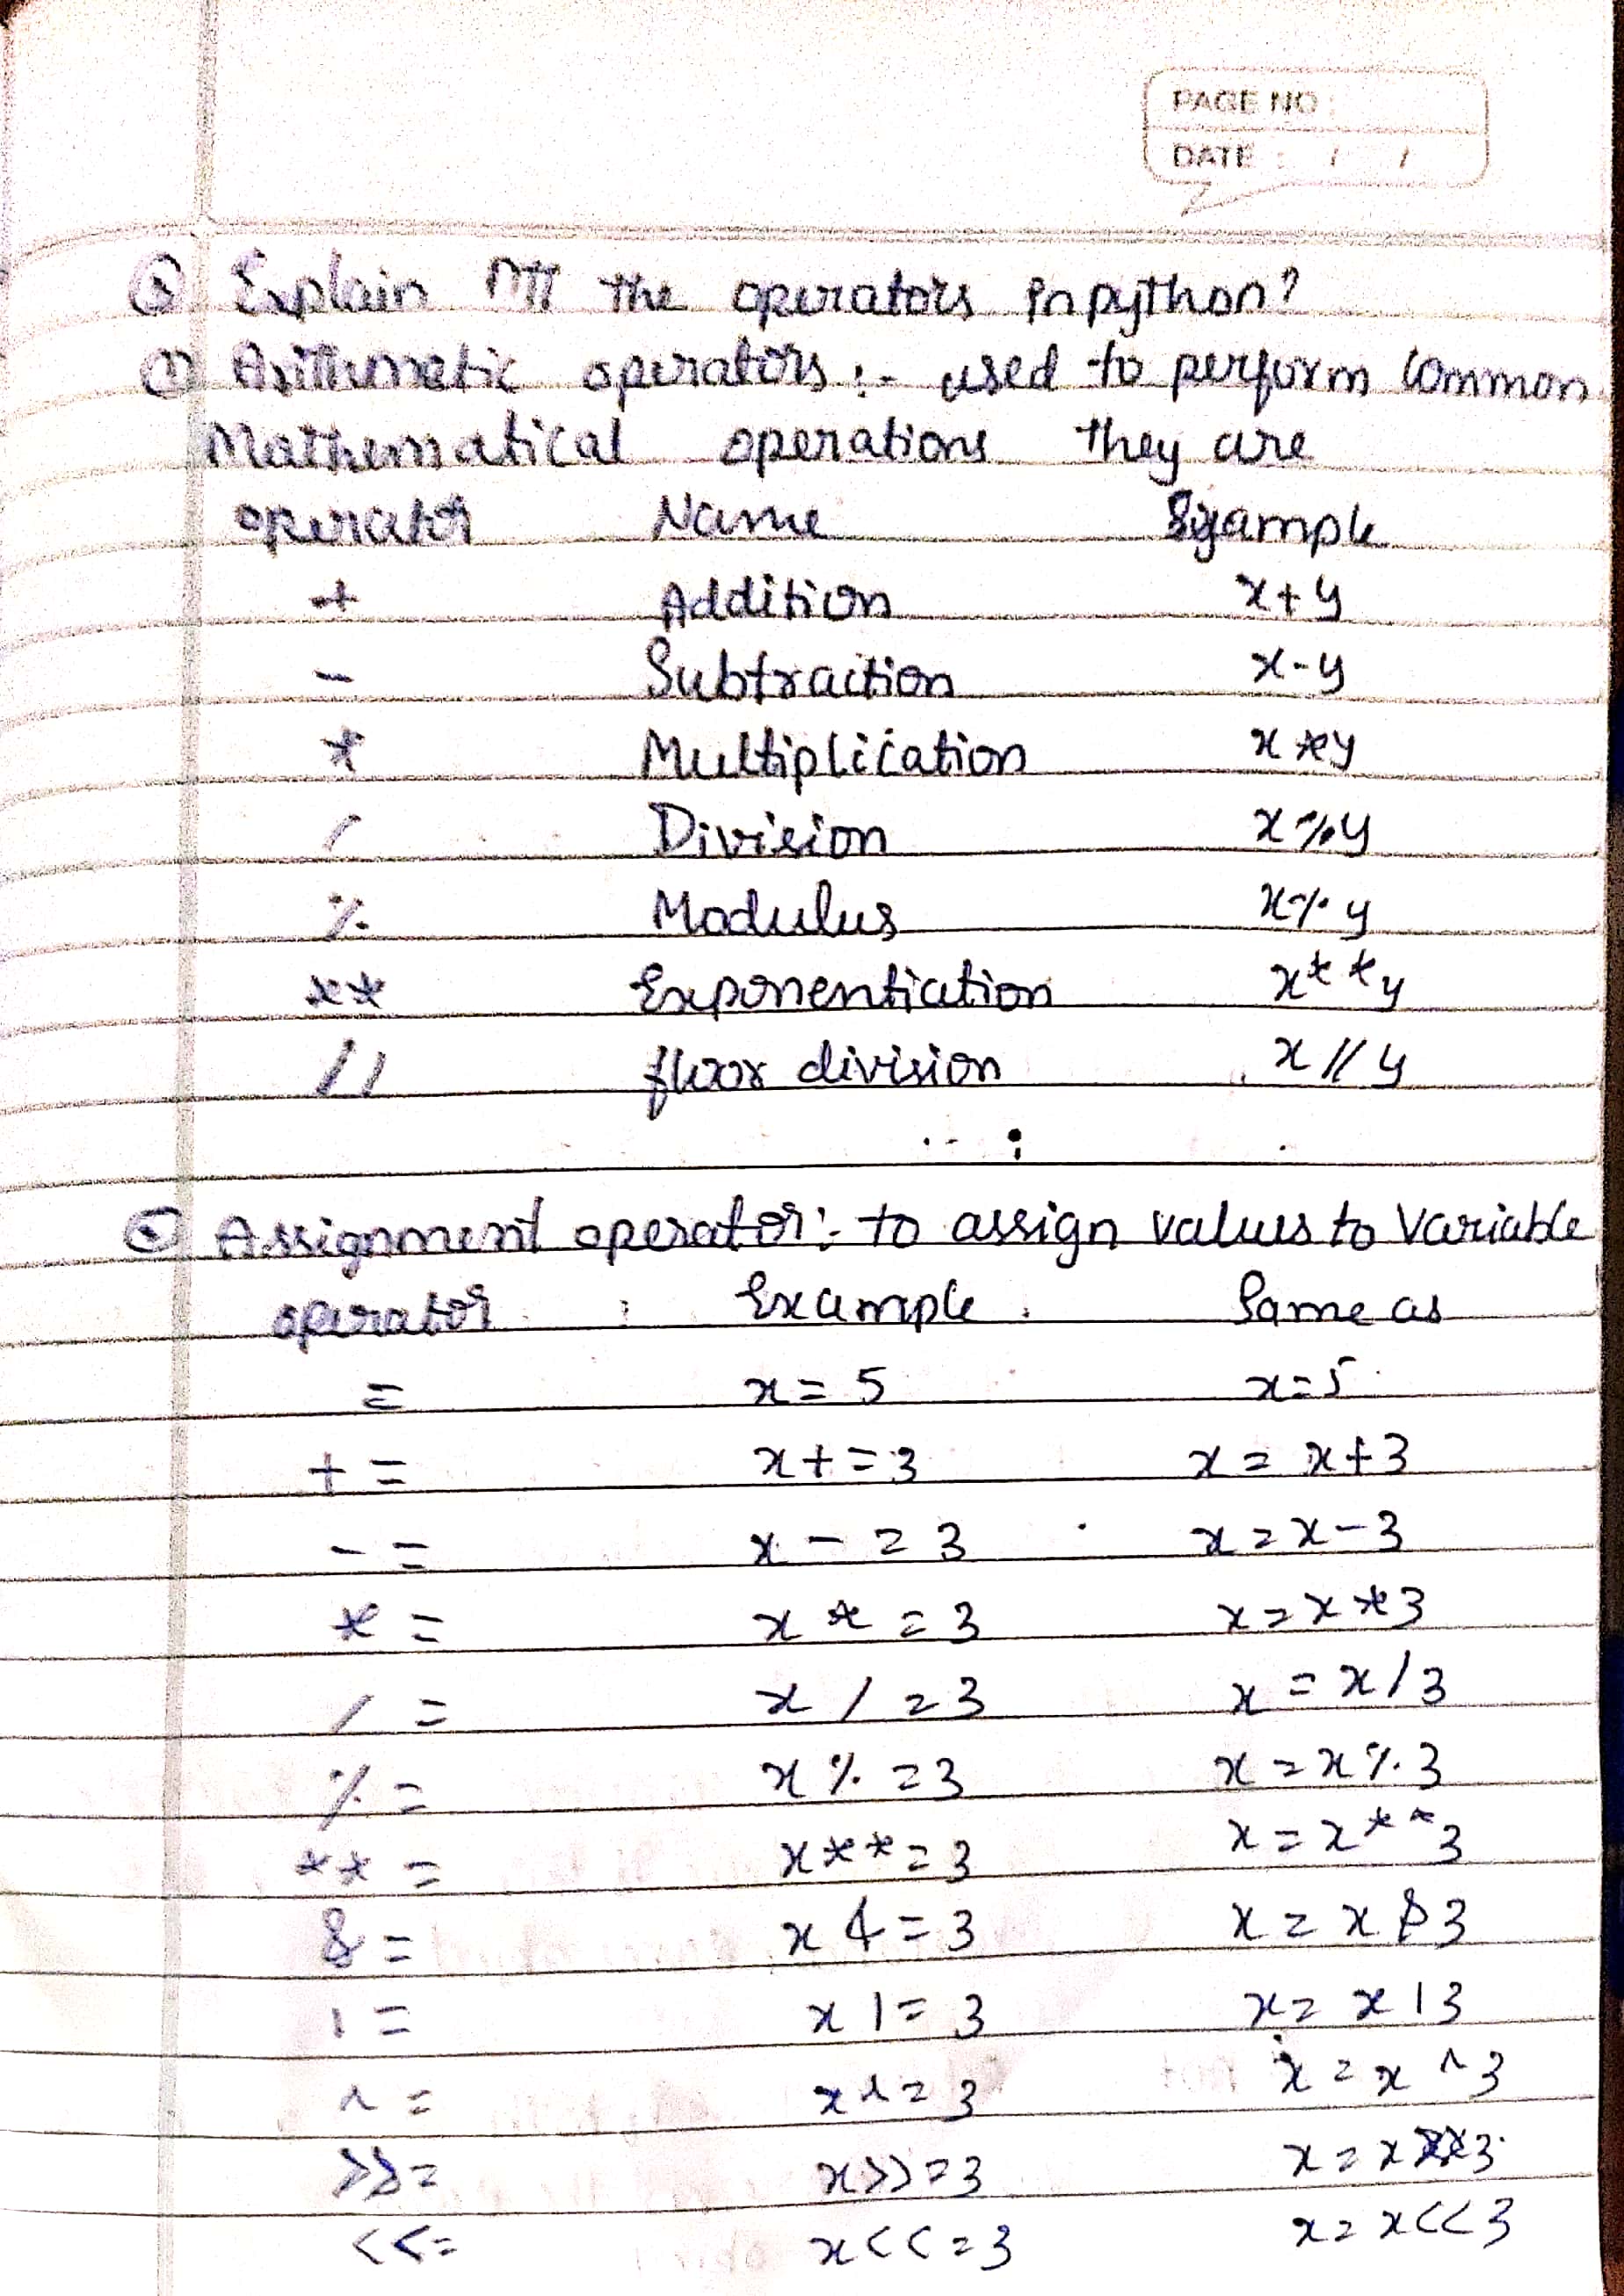 PAGE NO :
DATE : / /
Explain All the operators in python?
① Arithmetic operators :- used to perform common
Mathematical operations they are
operator Name Example
+ Addition x+y
- Subtraction x-y
* Multiplication x*y
/ Division x%y
% Modulus x%y
** Exponentiation x**y
// floor division x//y
Assignment operator:- to assign values to Variable
operator : Example . Same as
= x=5 x=5
+= x+=3 x=x+3
-= x-=3 x=x-3
*= x*=3 x=x*3
/= x/=3 x=x/3
%= x%=3 x=x%3
**= x**=3 x=x**3
&= x&=3 x=x&3
|= x|=3 x=x|3
^= x^=3 x=x^3
>>= x>>=3 x=x>>3
<<= x<<=3 x=x<<3